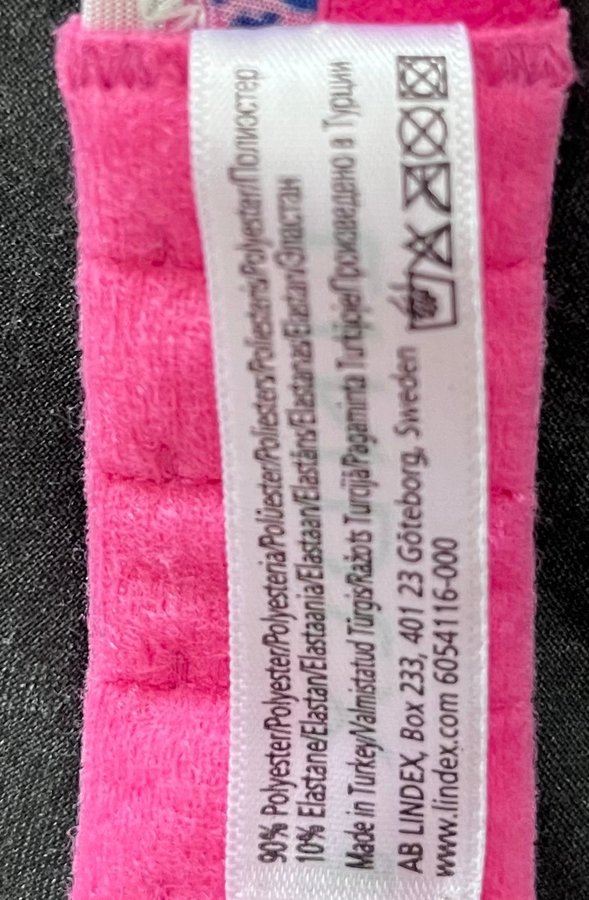 90% Polyester/Polyester/Polyesteria/Polüester/Poliesters/Poliesteris/Polyester/Полиэстер
10% Elastane/Elastan/Elastaania/Elastaan/Elastāns/Elastanas/Elastan/Эластан
Made in Turkey/Valmistatud Türgis/Ražots Turcijā/Pagaminta Turkijoje/Произведено в Турции
AB LINDEX, Box 233, 401 23 Göteborg, Sweden
www.lindex.com 6054116-000